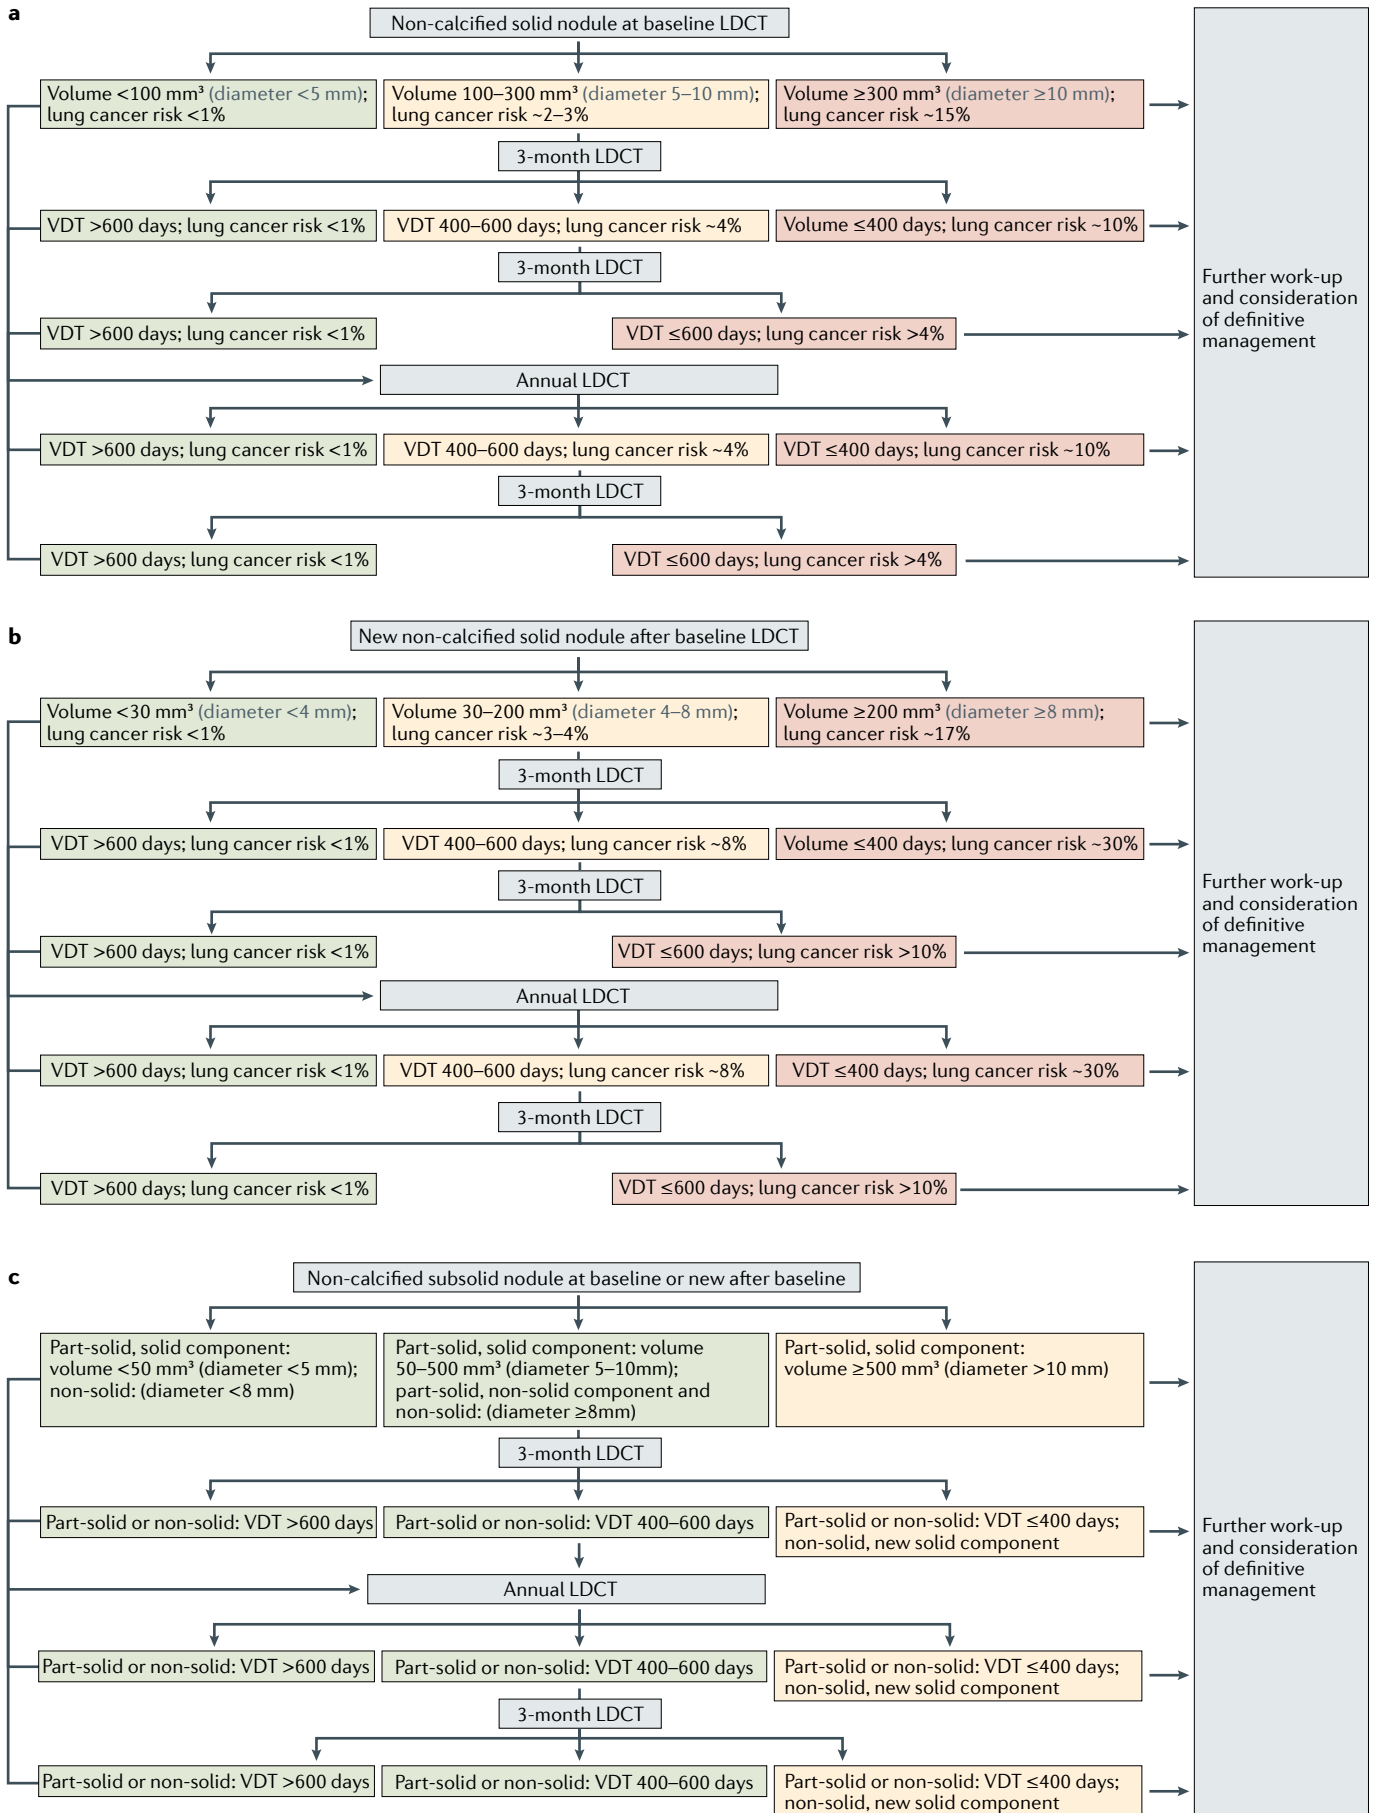 a
Non-calcified solid nodule at baseline LDCT
Volume <100 mm³ (diameter <5 mm);
lung cancer risk <1%
Volume 100–300 mm³ (diameter 5–10 mm);
lung cancer risk ~2–3%
Volume ≥300 mm³ (diameter ≥10 mm);
lung cancer risk ~15%
3-month LDCT
VDT >600 days; lung cancer risk <1%
VDT 400–600 days; lung cancer risk ~4%
Volume ≤400 days; lung cancer risk ~10%
3-month LDCT
VDT >600 days; lung cancer risk <1%
VDT ≤600 days; lung cancer risk >4%
Annual LDCT
VDT >600 days; lung cancer risk <1%
VDT 400–600 days; lung cancer risk ~4%
VDT ≤400 days; lung cancer risk ~10%
3-month LDCT
VDT >600 days; lung cancer risk <1%
VDT ≤600 days; lung cancer risk >4%
Further work-up
and consideration
of definitive
management
b
New non-calcified solid nodule after baseline LDCT
Volume <30 mm³ (diameter <4 mm);
lung cancer risk <1%
Volume 30–200 mm³ (diameter 4–8 mm);
lung cancer risk ~3–4%
Volume ≥200 mm³ (diameter ≥8 mm);
lung cancer risk ~17%
3-month LDCT
VDT >600 days; lung cancer risk <1%
VDT 400–600 days; lung cancer risk ~8%
Volume ≤400 days; lung cancer risk ~30%
3-month LDCT
VDT >600 days; lung cancer risk <1%
VDT ≤600 days; lung cancer risk >10%
Annual LDCT
VDT >600 days; lung cancer risk <1%
VDT 400–600 days; lung cancer risk ~8%
VDT ≤400 days; lung cancer risk ~30%
3-month LDCT
VDT >600 days; lung cancer risk <1%
VDT ≤600 days; lung cancer risk >10%
Further work-up
and consideration
of definitive
management
c
Non-calcified subsolid nodule at baseline or new after baseline
Part-solid, solid component:
volume <50 mm³ (diameter <5 mm);
non-solid: (diameter <8 mm)
Part-solid, solid component: volume
50–500 mm³ (diameter 5–10mm);
part-solid, non-solid component and
non-solid: (diameter ≥8mm)
Part-solid, solid component:
volume ≥500 mm³ (diameter >10 mm)
3-month LDCT
Part-solid or non-solid: VDT >600 days
Part-solid or non-solid: VDT 400–600 days
Part-solid or non-solid: VDT ≤400 days;
non-solid, new solid component
Annual LDCT
Part-solid or non-solid: VDT >600 days
Part-solid or non-solid: VDT 400–600 days
Part-solid or non-solid: VDT ≤400 days;
non-solid, new solid component
3-month LDCT
Part-solid or non-solid: VDT >600 days
Part-solid or non-solid: VDT 400–600 days
Part-solid or non-solid: VDT ≤400 days;
non-solid, new solid component
Further work-up
and consideration
of definitive
management